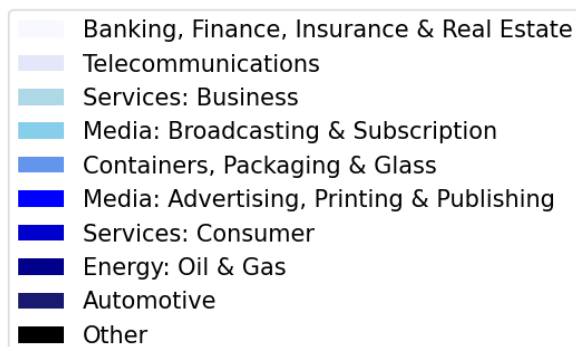 Banking, Finance, Insurance & Real Estate
Telecommunications
Services: Business
Media: Broadcasting & Subscription
Containers, Packaging & Glass
Media: Advertising, Printing & Publishing
Services: Consumer
Energy: Oil & Gas
Automotive
Other